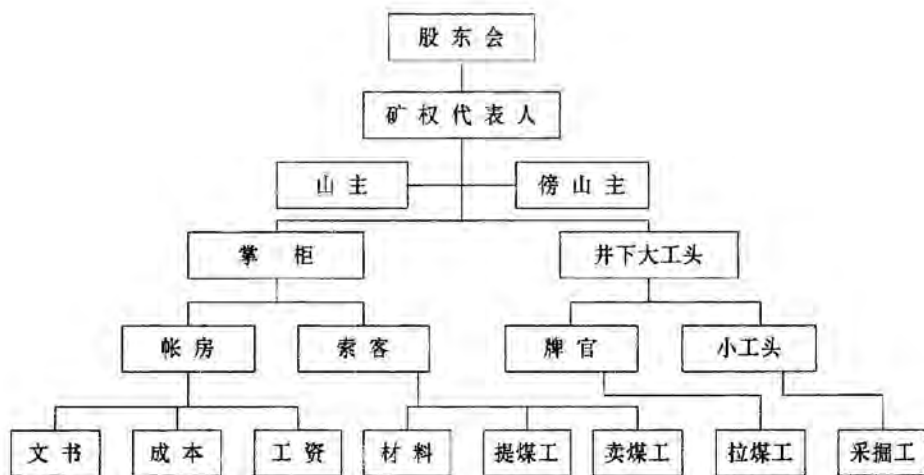 股东会
矿权代表人
山主 傍山主
掌柜 井下大工头
帐房 索客 牌官 小工头
文书 成本 工资 材料 提煤工 卖煤工 拉煤工 采掘工